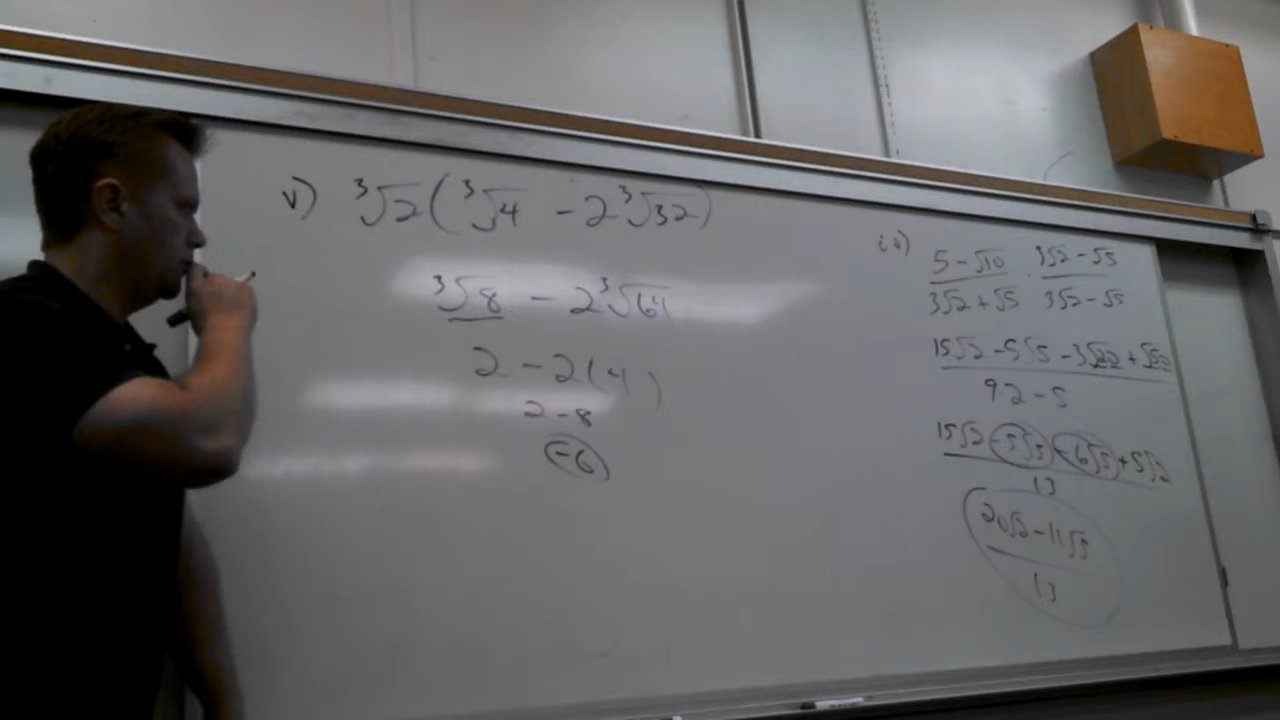 v) ³√2(³√4 - 2³√32)
³√8 - 2³√64
2 - 2(4)
2 - 8
-6
5 - √10 / 3√2 + √5 · 3√2 - √5 / 3√2 - √5
15√2 - 5√5 - 3√20 + √50
92 - 5
15√2 - 5√5 - 6√5 + 5√2
13
20√2 - 11√5
13